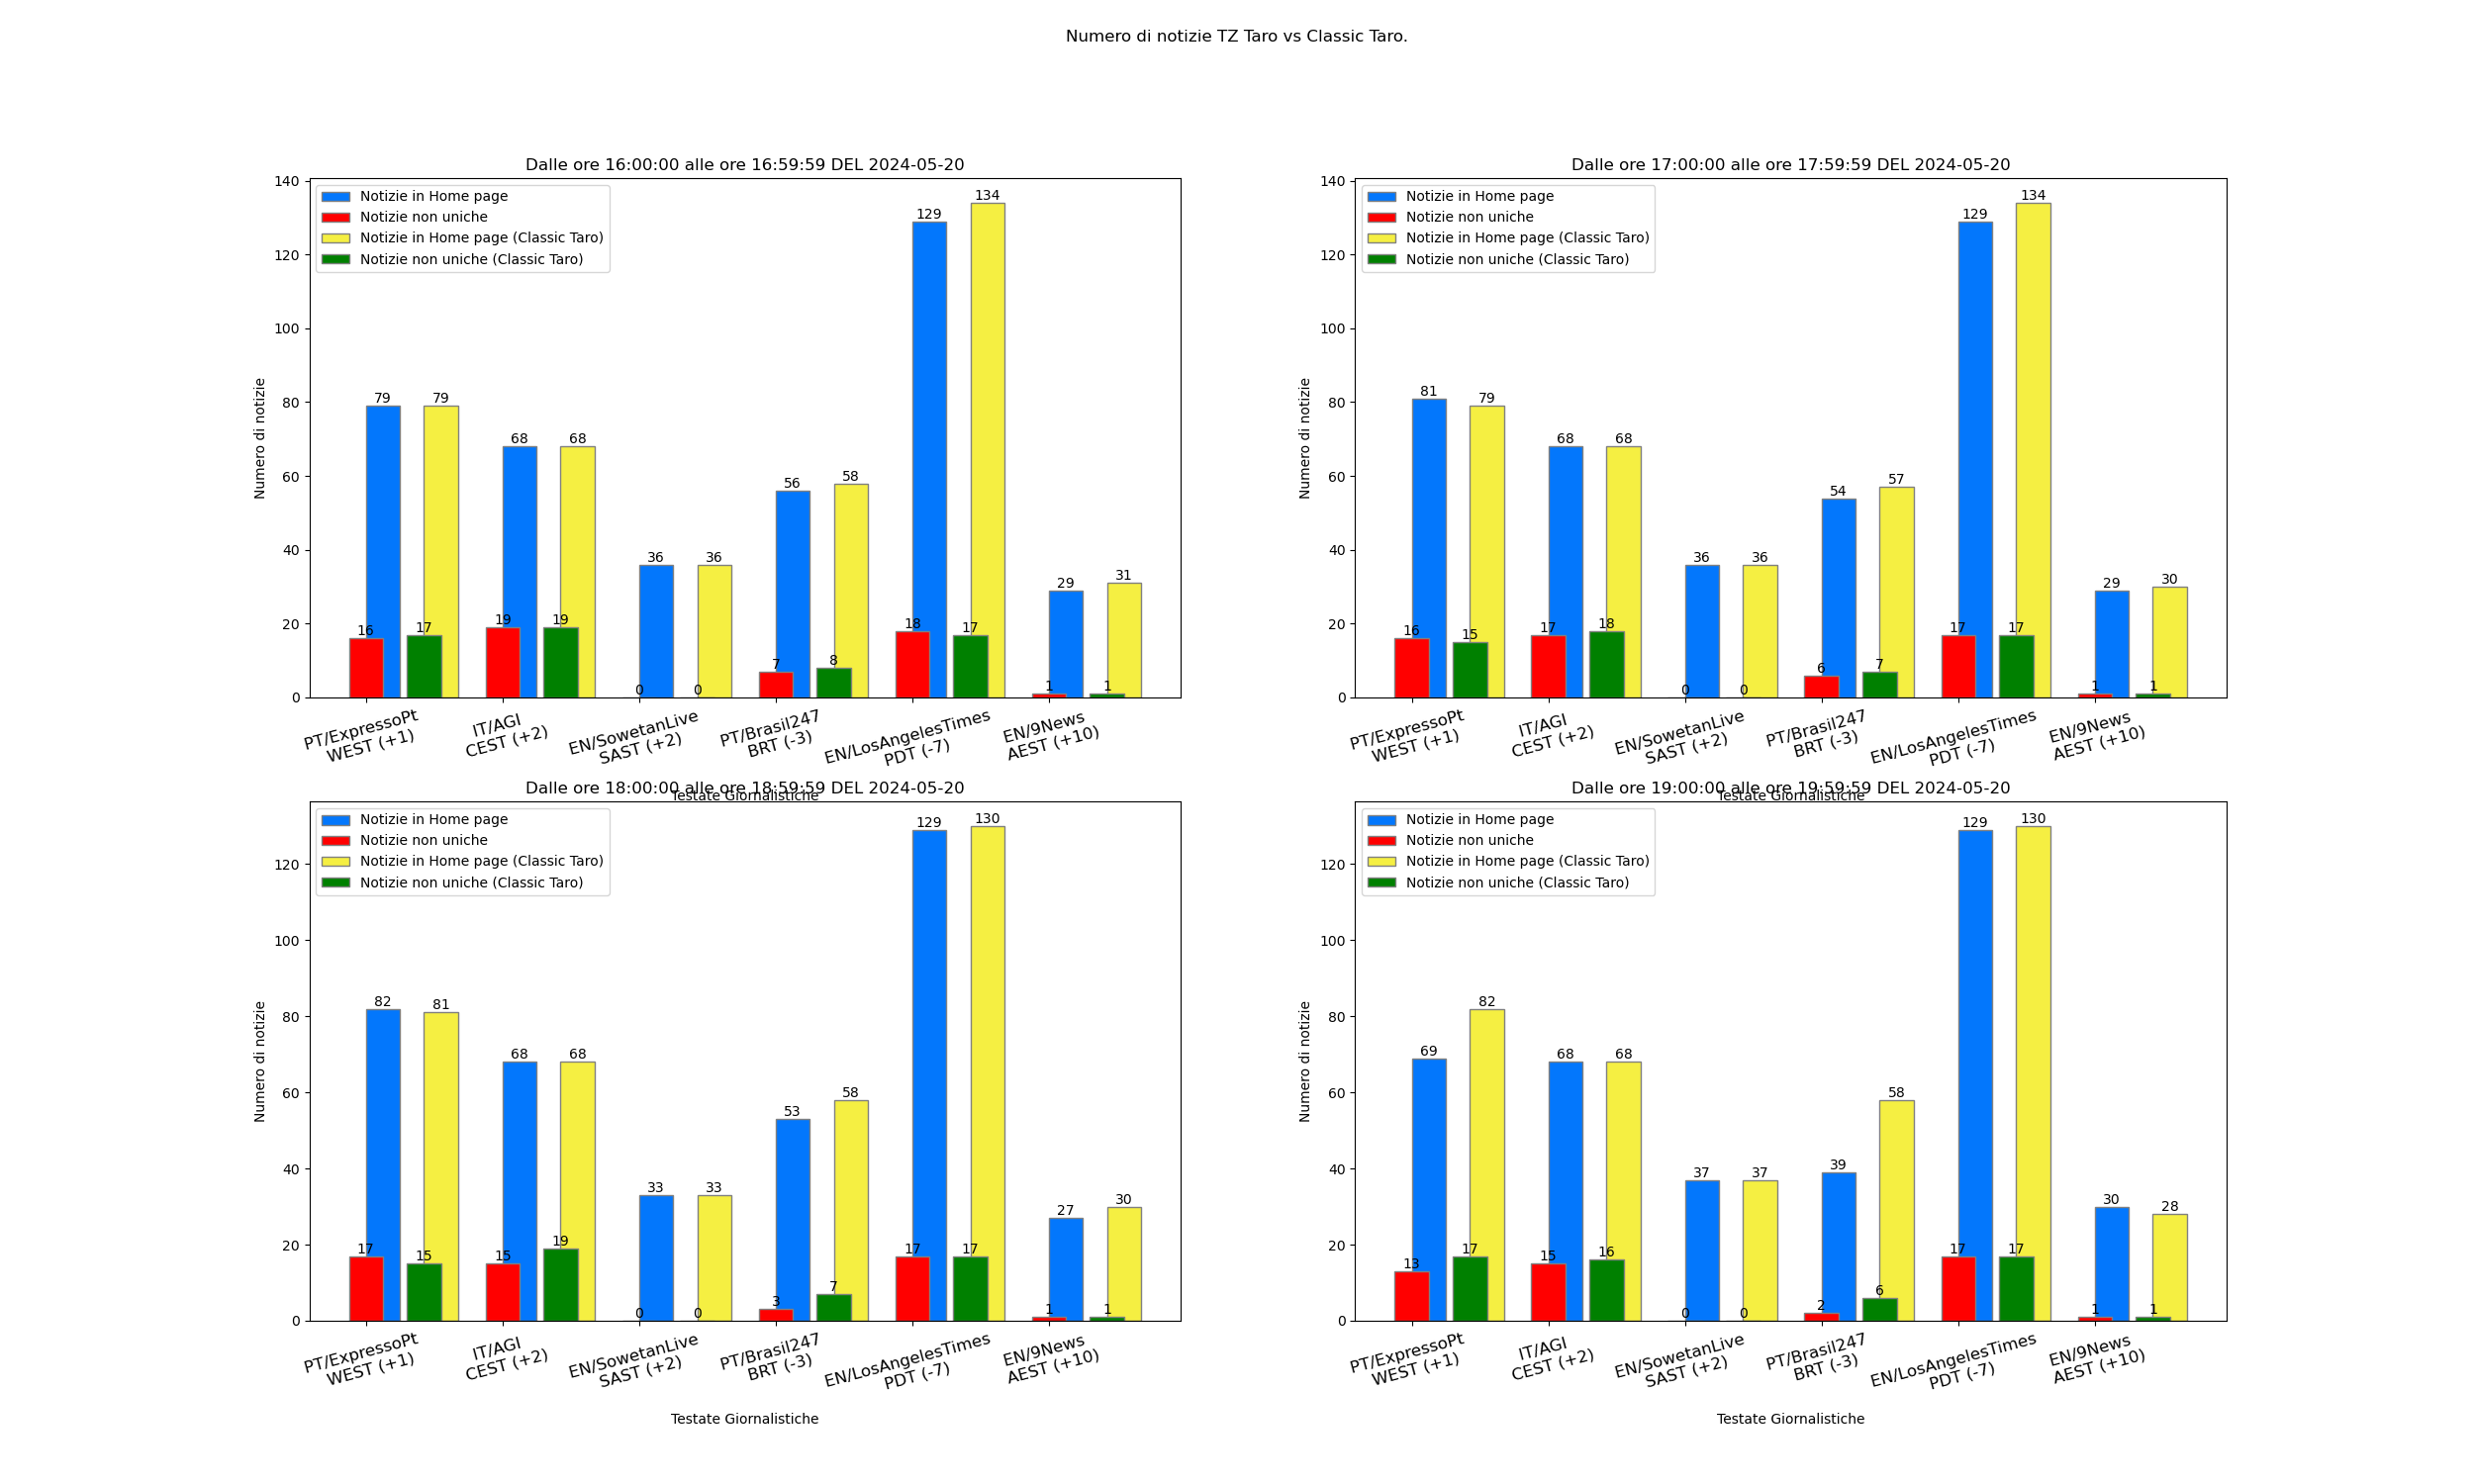 Numero di notizie TZ Taro vs Classic Taro.
Dalle ore 16:00:00 alle ore 16:59:59 DEL 2024-05-20
Notizie in Home page
Notizie non uniche
Notizie in Home page (Classic Taro)
Notizie non uniche (Classic Taro)
Numero di notizie
140
120
100
80
60
40
20
0
79
79
16
17
68
68
19
19
36
36
0
0
56
58
7
8
129
134
18
17
29
31
1
1
PT/ExpressoPt
WEST (+1)
IT/AGI
CEST (+2)
EN/SowetanLive
SAST (+2)
PT/Brasil247
BRT (-3)
EN/LosAngelesTimes
PDT (-7)
EN/9News
AEST (+10)
Testate Giornalistiche
Dalle ore 17:00:00 alle ore 17:59:59 DEL 2024-05-20
Notizie in Home page
Notizie non uniche
Notizie in Home page (Classic Taro)
Notizie non uniche (Classic Taro)
Numero di notizie
140
120
100
80
60
40
20
0
81
79
16
15
68
68
17
18
36
36
0
0
54
57
6
7
129
134
17
17
29
30
1
1
PT/ExpressoPt
WEST (+1)
IT/AGI
CEST (+2)
EN/SowetanLive
SAST (+2)
PT/Brasil247
BRT (-3)
EN/LosAngelesTimes
PDT (-7)
EN/9News
AEST (+10)
Testate Giornalistiche
Dalle ore 18:00:00 alle ore 18:59:59 DEL 2024-05-20
Notizie in Home page
Notizie non uniche
Notizie in Home page (Classic Taro)
Notizie non uniche (Classic Taro)
Numero di notizie
120
100
80
60
40
20
0
82
81
17
15
68
68
15
19
33
33
0
0
53
58
3
7
129
130
17
17
27
30
1
1
PT/ExpressoPt
WEST (+1)
IT/AGI
CEST (+2)
EN/SowetanLive
SAST (+2)
PT/Brasil247
BRT (-3)
EN/LosAngelesTimes
PDT (-7)
EN/9News
AEST (+10)
Testate Giornalistiche
Dalle ore 19:00:00 alle ore 19:59:59 DEL 2024-05-20
Notizie in Home page
Notizie non uniche
Notizie in Home page (Classic Taro)
Notizie non uniche (Classic Taro)
Numero di notizie
120
100
80
60
40
20
0
69
82
13
17
68
68
15
16
37
37
0
0
39
58
2
6
129
130
17
17
30
28
1
1
PT/ExpressoPt
WEST (+1)
IT/AGI
CEST (+2)
EN/SowetanLive
SAST (+2)
PT/Brasil247
BRT (-3)
EN/LosAngelesTimes
PDT (-7)
EN/9News
AEST (+10)
Testate Giornalistiche